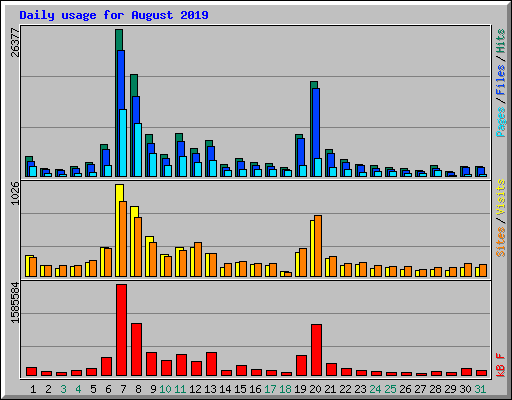 Daily usage for August 2019
26377
Pages / Files / Hits
1026
Sites / Visits
1585584
kB F
1 2 3 4 5 6 7 8 9 10 11 12 13 14 15 16 17 18 19 20 21 22 23 24 25 26 27 28 29 30 31